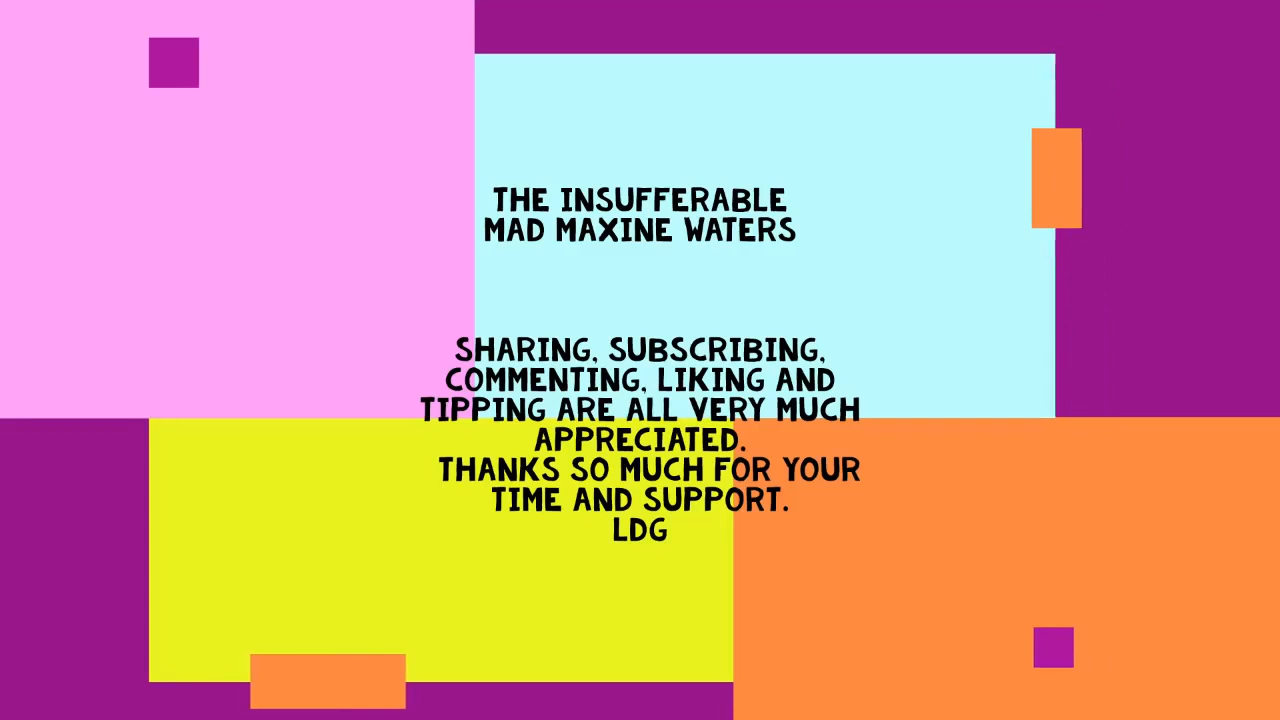 THE INSUFFERABLE
MAD MAXINE WATERS
SHARING, SUBSCRIBING,
COMMENTING, LIKING AND
TIPPING ARE ALL VERY MUCH
APPRECIATED.
THANKS SO MUCH FOR YOUR
TIME AND SUPPORT.
LDG